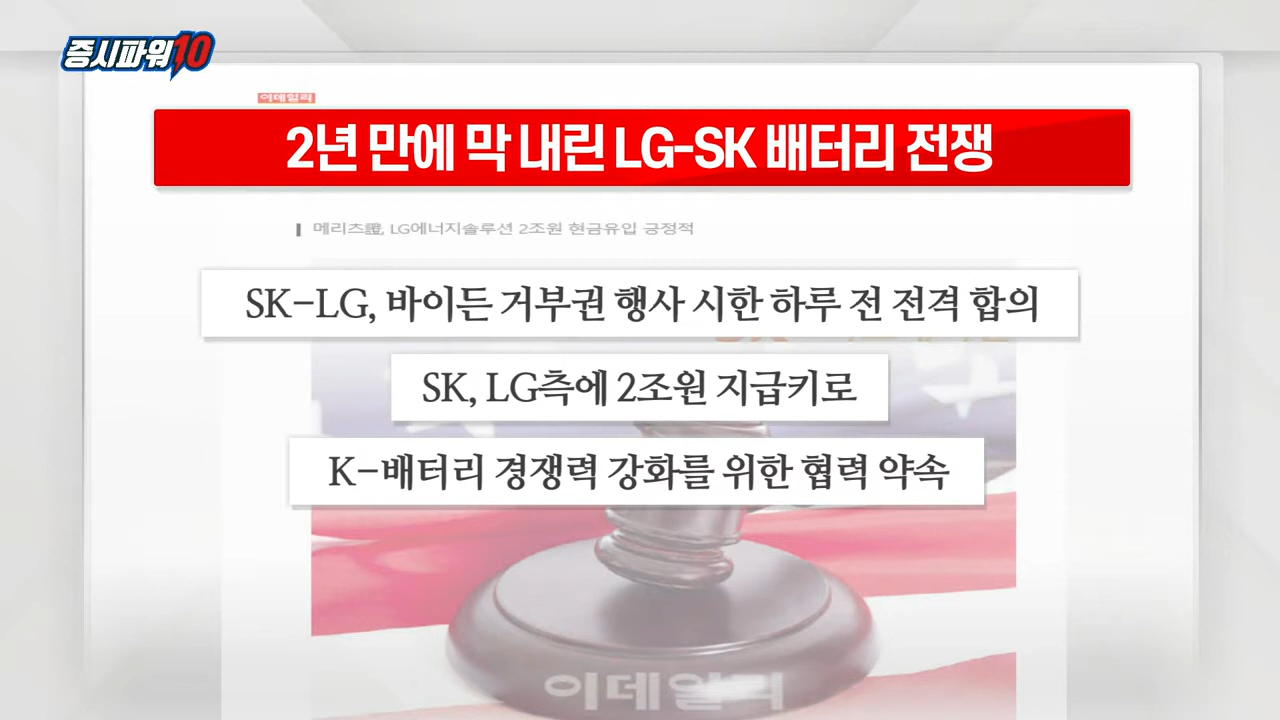 증시파워10
이데일리
2년 만에 막 내린 LG-SK 배터리 전쟁
메리츠證, LG에너지솔루션 2조원 현금유입 긍정적
SK-LG, 바이든 거부권 행사 시한 하루 전 전격 합의
SK, LG측에 2조원 지급키로
K-배터리 경쟁력 강화를 위한 협력 약속
이데일리